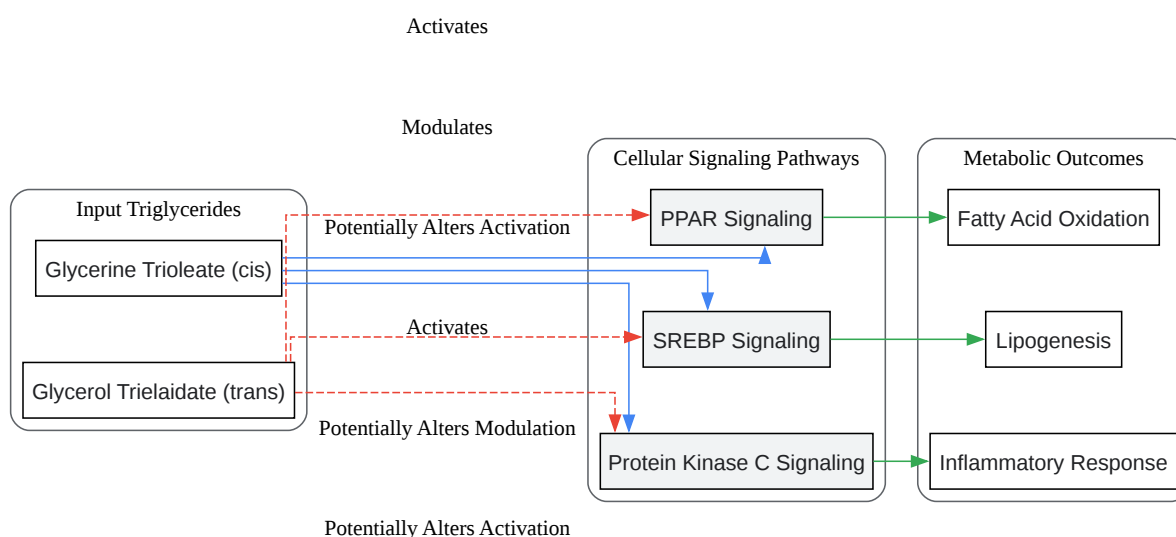 Activates
Modulates
Cellular Signaling Pathways
Metabolic Outcomes
Input Triglycerides
PPAR Signaling
Fatty Acid Oxidation
Potentially Alters Activation
Glycerine Trioleate (cis)
Activates
SREBP Signaling
Lipogenesis
Glycerol Trielaidate (trans)
Potentially Alters Modulation
Protein Kinase C Signaling
Inflammatory Response
Potentially Alters Activation